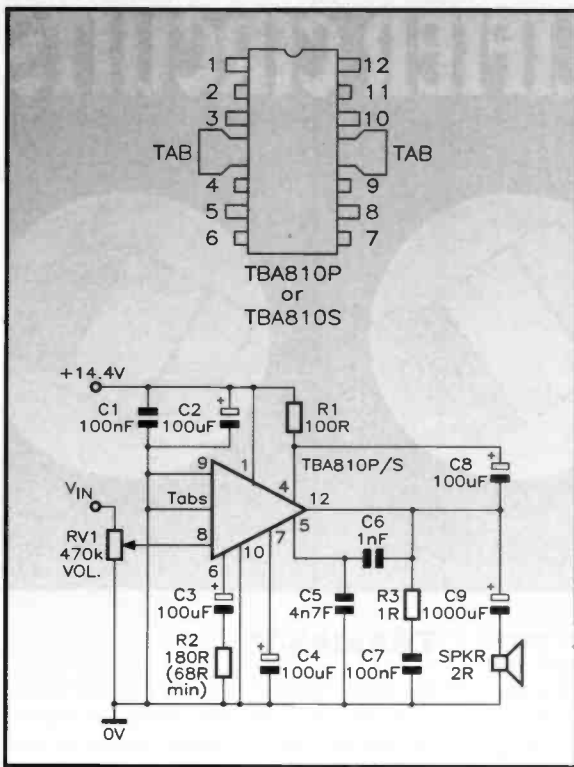 1 12
2 11
3 10
TAB TAB
4 9
5 8
6 7
TBA810P
or
TBA810S
+14.4V
C1
100nF
C2
+
100uF
R1
100R
TBA810P/S
C8
+
100uF
VIN
RV1
470k
VOL.
9
Tabs
8
1
4
12
5
7
10
6
C6
1nF
C3
+
100uF
C5
4n7F
R3
1R
C9
+
1000uF
R2
180R
(68R
min)
C4
+
100uF
C7
100nF
SPKR
2R
0V